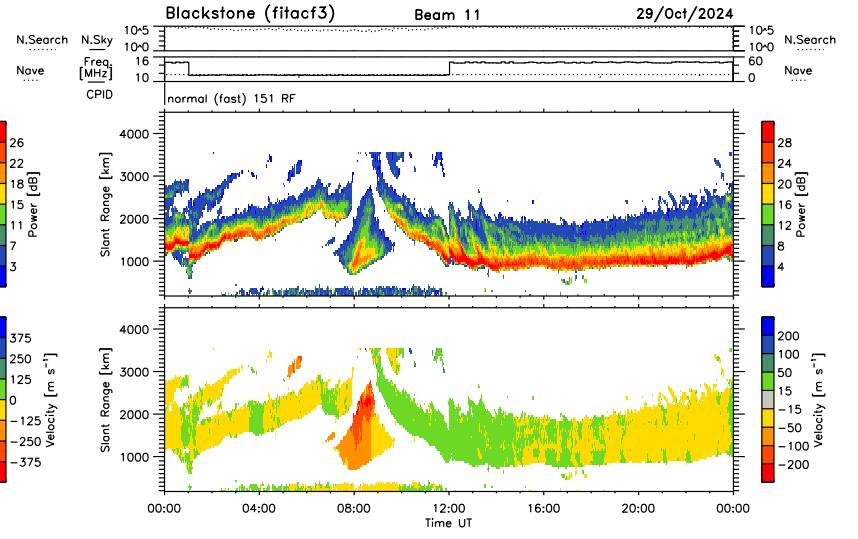 Blackstone (fitacf3) Beam 11 29/Oct/2024
N.Search N.Sky 10^5 10^0 10^5 10^0 N.Search
Nave Freq. [MHz] 16 10 60 0 Nave
CPID normal (fast) 151 RF
Slant Range [km] 4000 3000 2000 1000
Power [dB] 26 22 18 15 11 7 3
Power [dB] 28 24 20 16 12 8 4
Slant Range [km] 4000 3000 2000 1000
Velocity [m s⁻¹] 375 250 125 0 −125 −250 −375
Velocity [m s⁻¹] 200 100 50 15 −15 −50 −100 −200
00:00 04:00 08:00 12:00 16:00 20:00 00:00
Time UT